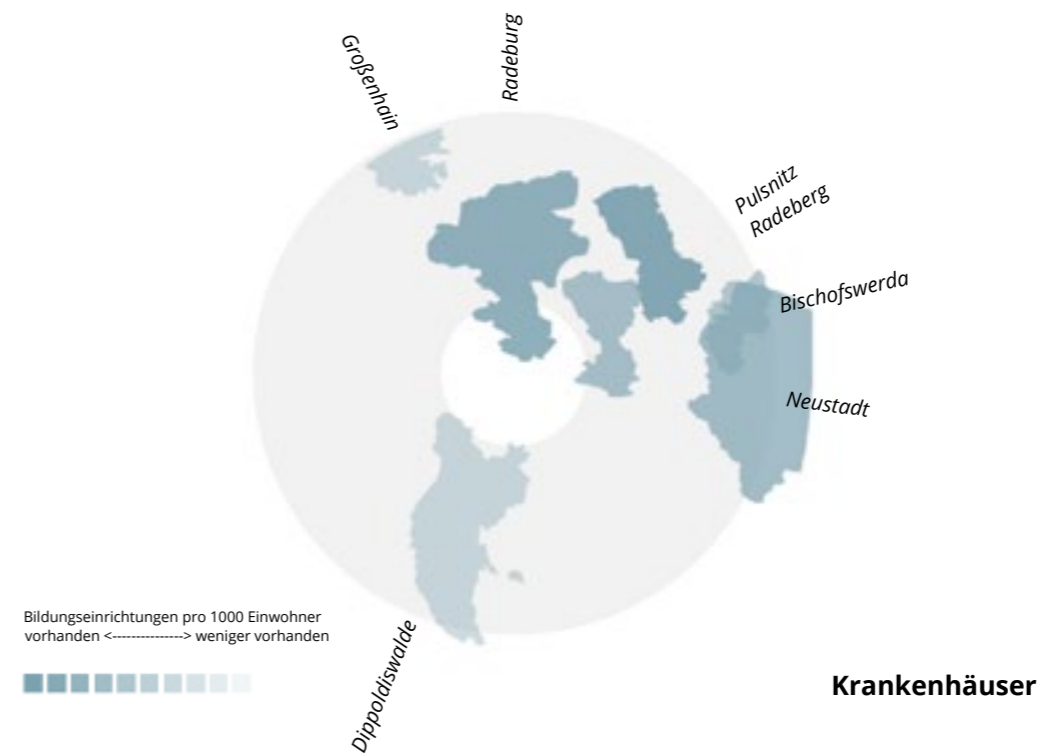 Großenhain
Radeburg
Pulsnitz
Radeberg
Bischofswerda
Neustadt
Bildungseinrichtungen pro 1000 Einwohner
vorhanden <---------------> weniger vorhanden
Dippoldiswalde
Krankenhäuser